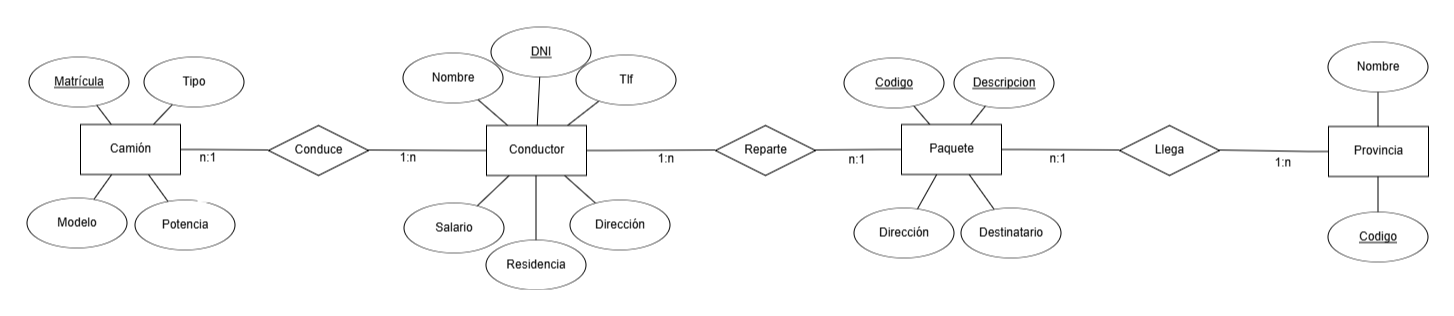 DNI
Nombre
Tlf
Matrícula
Tipo
Codigo
Descripcion
Nombre
Camión
n:1
Conduce
1:n
Conductor
1:n
Reparte
n:1
Paquete
n:1
Llega
1:n
Provincia
Modelo
Potencia
Salario
Residencia
Dirección
Dirección
Destinatario
Codigo